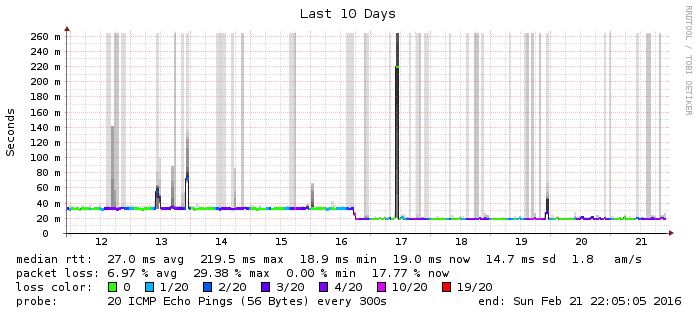 Last 10 Days
RRDTOOL / TOBI OETIKER
Seconds
260 m
240 m
220 m
200 m
180 m
160 m
140 m
120 m
100 m
80 m
60 m
40 m
20 m
0
12 13 14 15 16 17 18 19 20 21
median rtt: 27.0 ms avg 219.5 ms max 18.9 ms min 19.0 ms now 14.7 ms sd 1.8 am/s
packet loss: 6.97 % avg 29.38 % max 0.00 % min 17.77 % now
loss color: 0 1/20 2/20 3/20 4/20 10/20 19/20
probe: 20 ICMP Echo Pings (56 Bytes) every 300s end: Sun Feb 21 22:05:05 2016